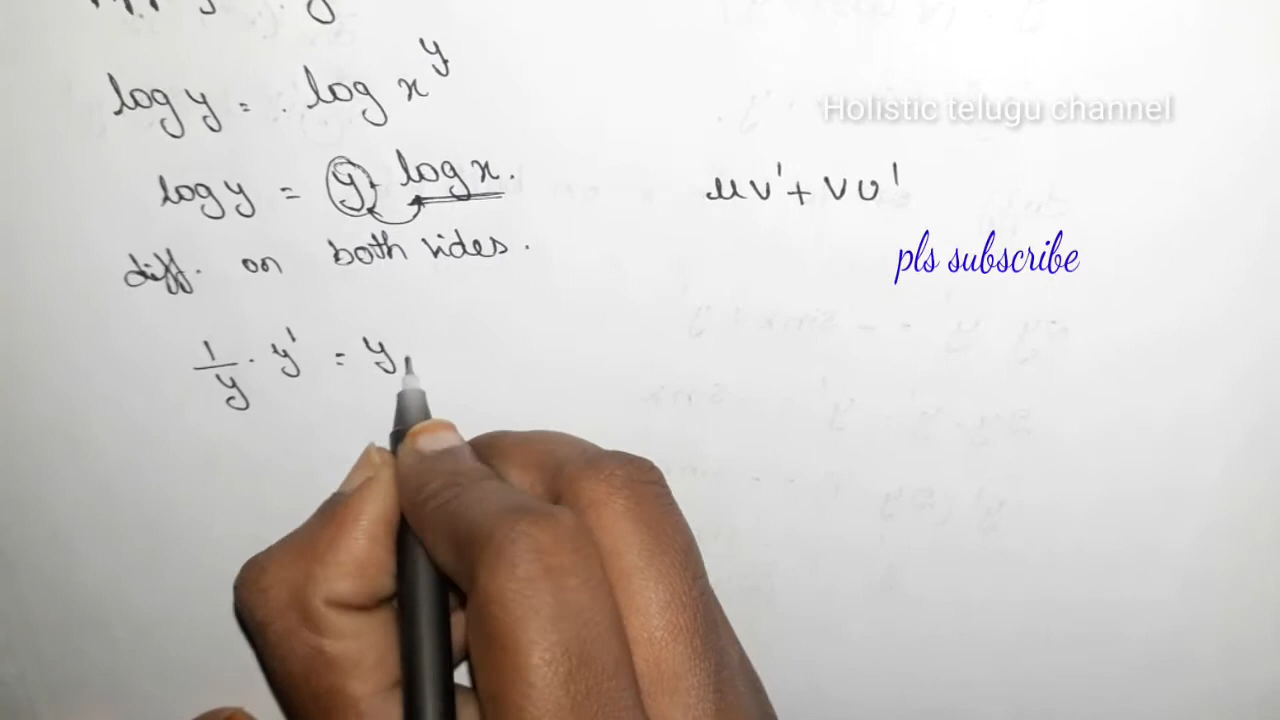 log y = . log x^y
Holistic telugu channel
log y = y . log x .
uv' + vu'
pls subscribe
diff. on both sides .
1/y . y' = y